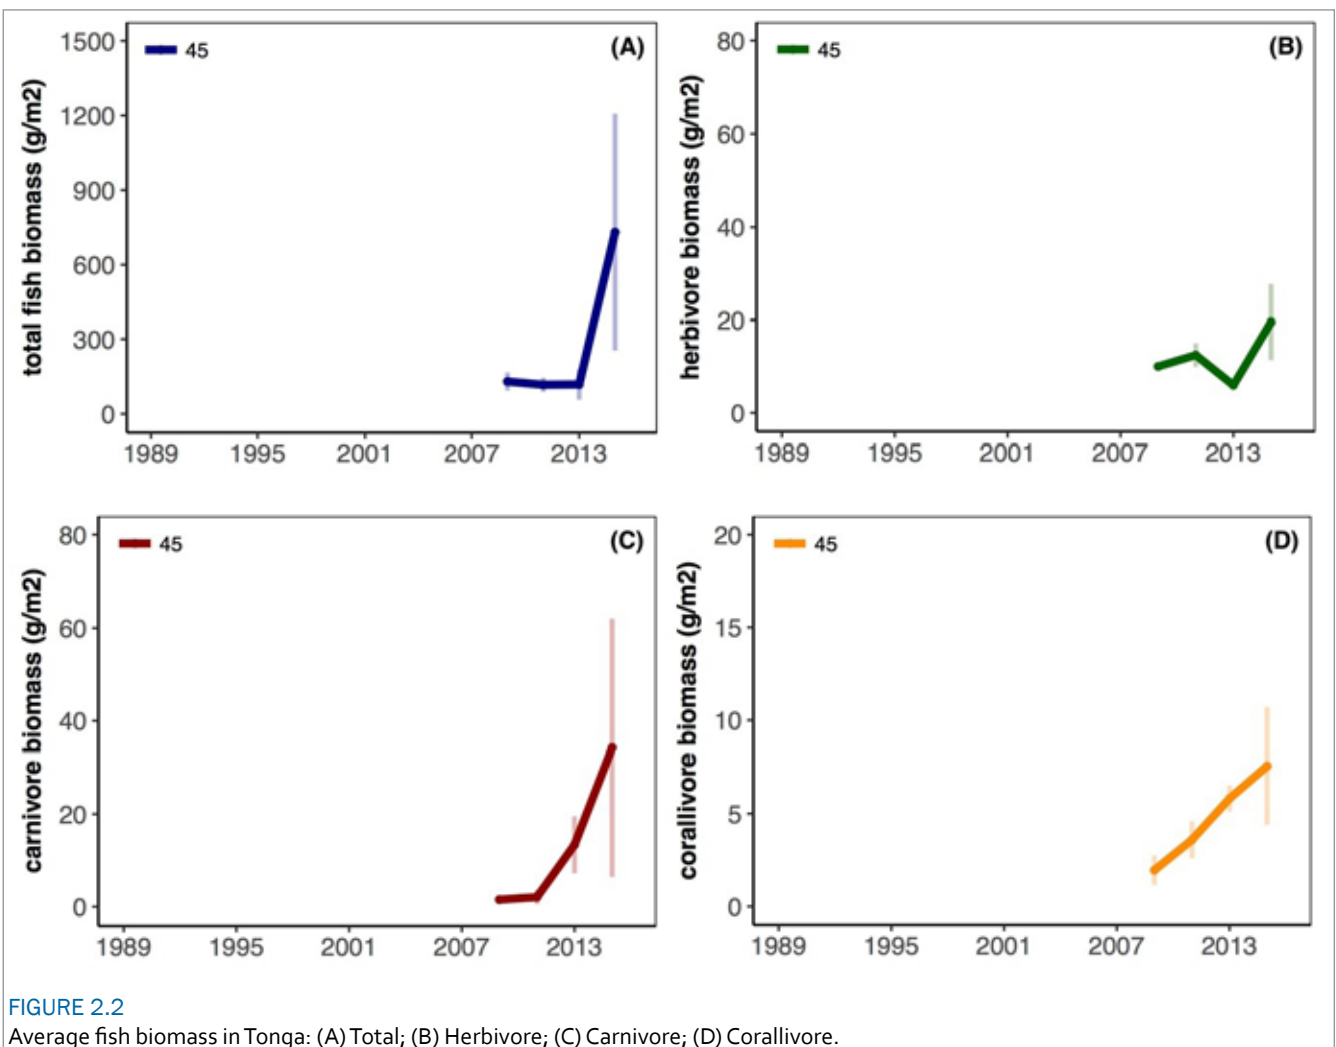 total fish biomass (g/m2)
1500
1200
900
600
300
0
45
(A)
1989 1995 2001 2007 2013
herbivore biomass (g/m2)
80
60
40
20
0
45
(B)
1989 1995 2001 2007 2013
carnivore biomass (g/m2)
80
60
40
20
0
45
(C)
1989 1995 2001 2007 2013
corallivore biomass (g/m2)
20
15
10
5
0
45
(D)
1989 1995 2001 2007 2013
FIGURE 2.2
Average fish biomass in Tonga: (A) Total; (B) Herbivore; (C) Carnivore; (D) Corallivore.